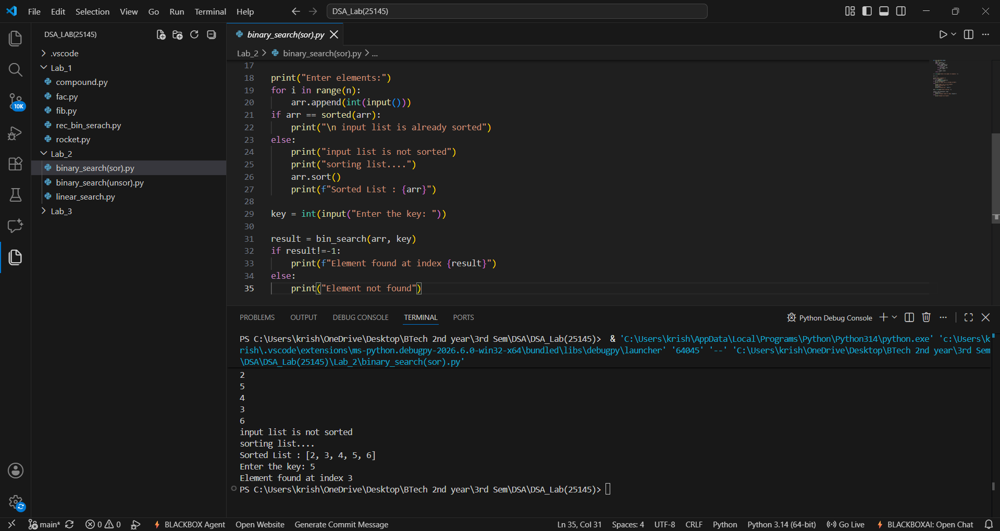 File Edit Selection View Go Run Terminal Help
DSA_Lab(25145)
DSA_LAB(25145)
.vscode
Lab_1
compound.py
fac.py
fib.py
rec_bin_serach.py
rocket.py
Lab_2
binary_search(sor).py
binary_search(unsor).py
linear_search.py
Lab_3
10K
binary_search(sor).py
Lab_2 > binary_search(sor).py > ...
17
18 print("Enter elements:")
19 for i in range(n):
20     arr.append(int(input()))
21 if arr == sorted(arr):
22     print("\n input list is already sorted")
23 else:
24     print("input list is not sorted")
25     print("sorting list....")
26     arr.sort()
27     print(f"Sorted List : {arr}")
28
29 key = int(input("Enter the key: "))
30
31 result = bin_search(arr, key)
32 if result!=-1:
33     print(f"Element found at index {result}")
34 else:
35     print("Element not found")
PROBLEMS OUTPUT DEBUG CONSOLE TERMINAL PORTS
Python Debug Console
PS C:\Users\krish\OneDrive\Desktop\BTech 2nd year\3rd Sem\DSA\DSA_Lab(25145)>  & 'C:\Users\krish\AppData\Local\Programs\Python\Python314\python.exe' 'c:\Users\k
rish\.vscode\extensions\ms-python.debugpy-2026.6.0-win32-x64\bundled\libs\debugpy\launcher' '64045' '--' 'C:\Users\krish\OneDrive\Desktop\BTech 2nd year\3rd Sem
\DSA\DSA_Lab(25145)\Lab_2\binary_search(sor).py'
2
5
4
3
6
input list is not sorted
sorting list....
Sorted List : [2, 3, 4, 5, 6]
Enter the key: 5
Element found at index 3
PS C:\Users\krish\OneDrive\Desktop\BTech 2nd year\3rd Sem\DSA\DSA_Lab(25145)>
main* 0 0 BLACKBOX Agent Open Website Generate Commit Message Ln 35, Col 31 Spaces: 4 UTF-8 CRLF Python Python 3.14 (64-bit) Go Live BLACKBOXAI: Open Chat